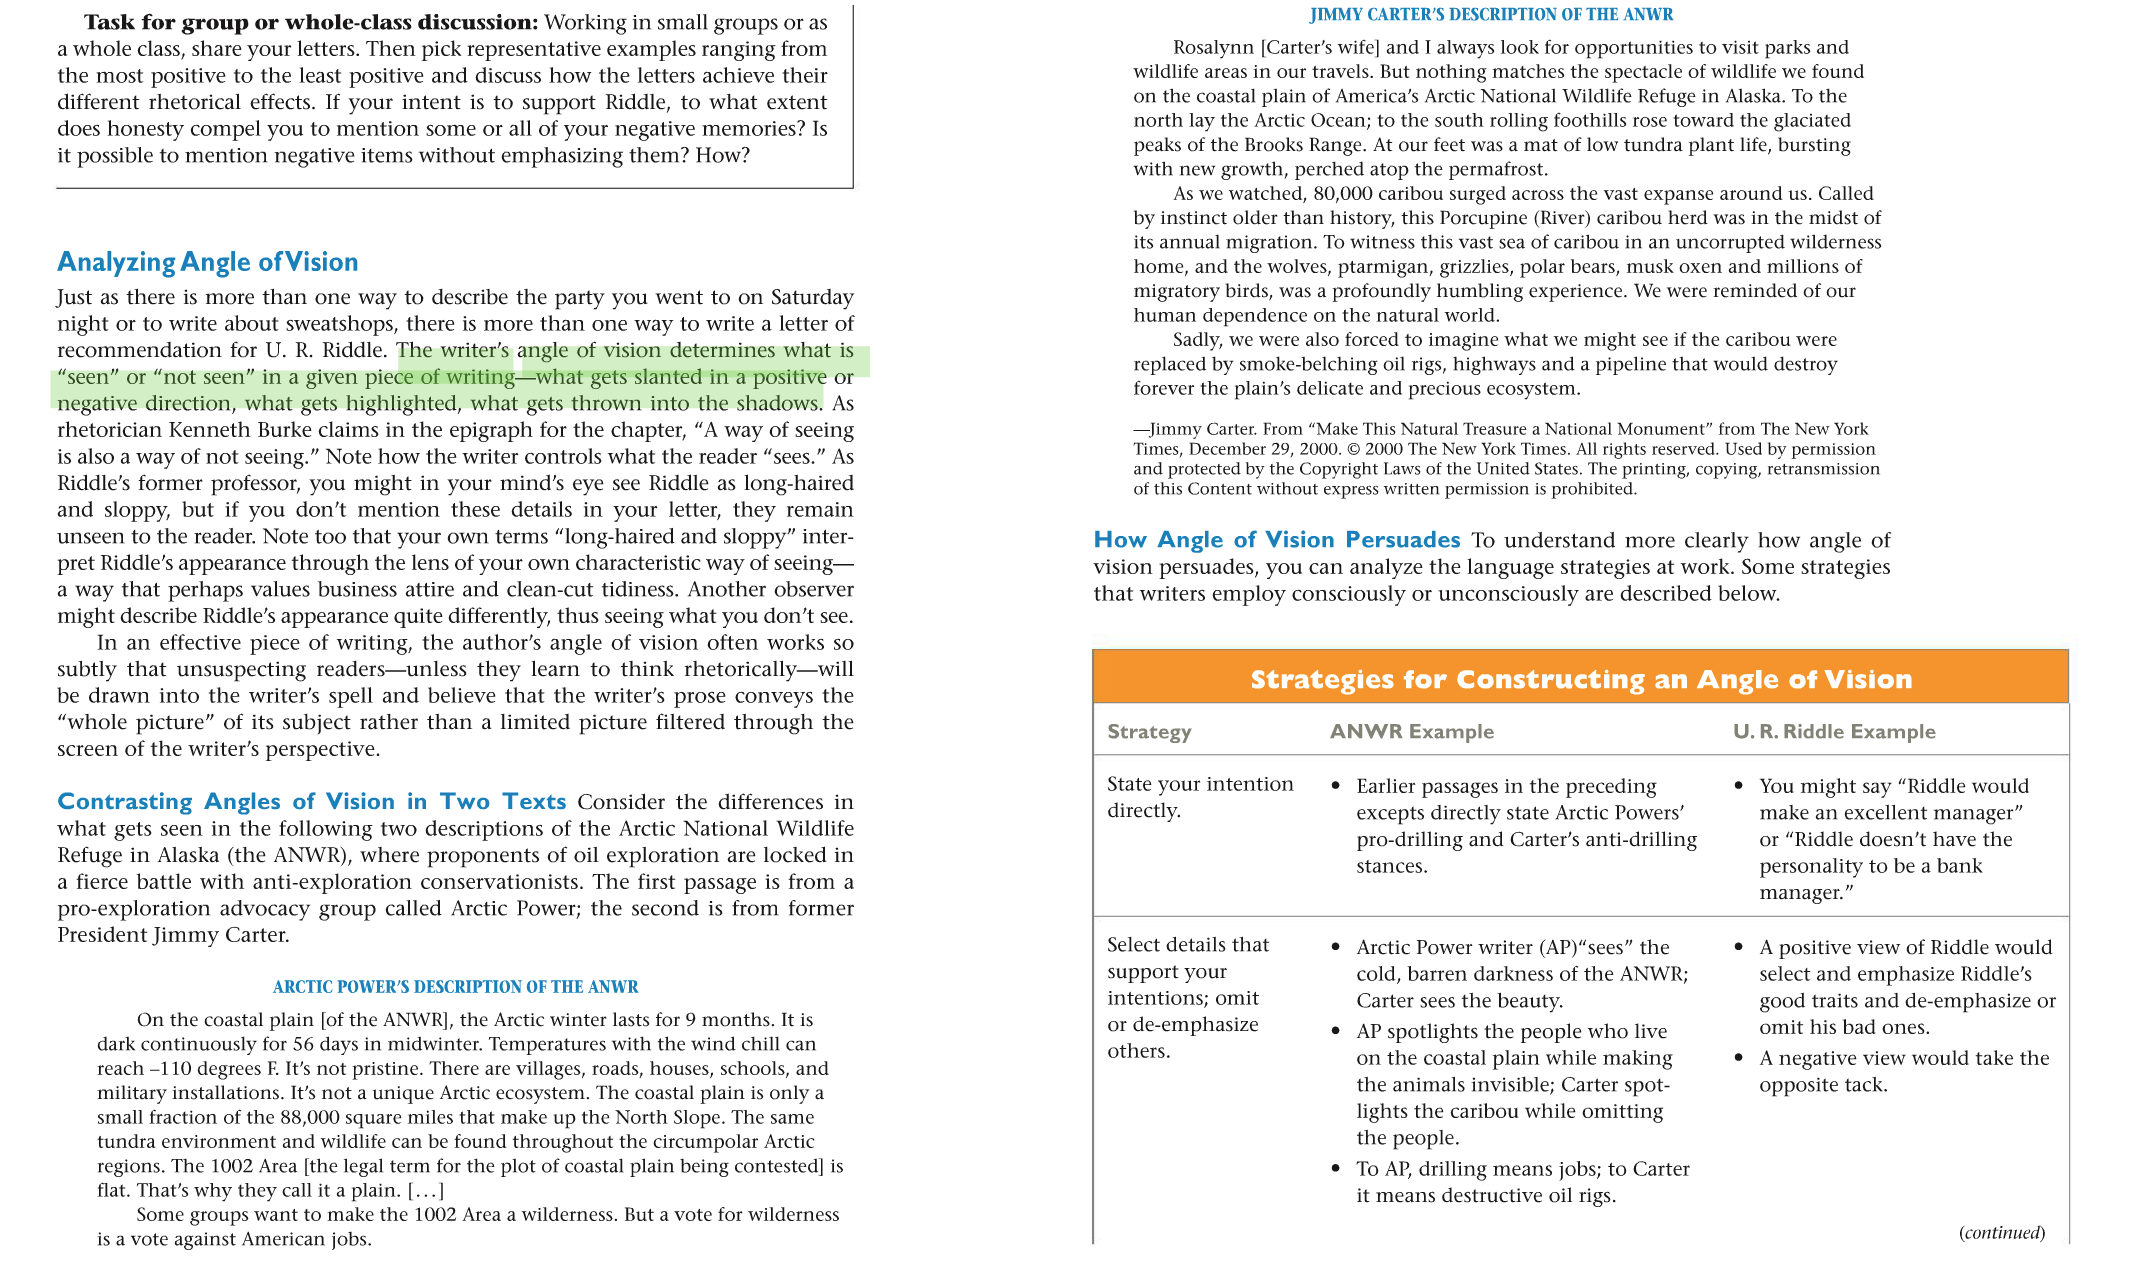 Task for group or whole-class discussion: Working in small groups or as
a whole class, share your letters. Then pick representative examples ranging from
the most positive to the least positive and discuss how the letters achieve their
different rhetorical effects. If your intent is to support Riddle, to what extent
does honesty compel you to mention some or all of your negative memories? Is
it possible to mention negative items without emphasizing them? How?
Analyzing Angle of Vision
Just as there is more than one way to describe the party you went to on Saturday
night or to write about sweatshops, there is more than one way to write a letter of
recommendation for U. R. Riddle. The writer’s angle of vision determines what is
“seen” or “not seen” in a given piece of writing—what gets slanted in a positive or
negative direction, what gets highlighted, what gets thrown into the shadows. As
rhetorician Kenneth Burke claims in the epigraph for the chapter, “A way of seeing
is also a way of not seeing.” Note how the writer controls what the reader “sees.” As
Riddle’s former professor, you might in your mind’s eye see Riddle as long-haired
and sloppy, but if you don’t mention these details in your letter, they remain
unseen to the reader. Note too that your own terms “long-haired and sloppy” inter-
pret Riddle’s appearance through the lens of your own characteristic way of seeing—
a way that perhaps values business attire and clean-cut tidiness. Another observer
might describe Riddle’s appearance quite differently, thus seeing what you don’t see.
In an effective piece of writing, the author’s angle of vision often works so
subtly that unsuspecting readers—unless they learn to think rhetorically—will
be drawn into the writer’s spell and believe that the writer’s prose conveys the
“whole picture” of its subject rather than a limited picture filtered through the
screen of the writer’s perspective.
Contrasting Angles of Vision in Two Texts Consider the differences in
what gets seen in the following two descriptions of the Arctic National Wildlife
Refuge in Alaska (the ANWR), where proponents of oil exploration are locked in
a fierce battle with anti-exploration conservationists. The first passage is from a
pro-exploration advocacy group called Arctic Power; the second is from former
President Jimmy Carter.
ARCTIC POWER’S DESCRIPTION OF THE ANWR
On the coastal plain [of the ANWR], the Arctic winter lasts for 9 months. It is
dark continuously for 56 days in midwinter. Temperatures with the wind chill can
reach –110 degrees F. It’s not pristine. There are villages, roads, houses, schools, and
military installations. It’s not a unique Arctic ecosystem. The coastal plain is only a
small fraction of the 88,000 square miles that make up the North Slope. The same
tundra environment and wildlife can be found throughout the circumpolar Arctic
regions. The 1002 Area [the legal term for the plot of coastal plain being contested] is
flat. That’s why they call it a plain. [...]
Some groups want to make the 1002 Area a wilderness. But a vote for wilderness
is a vote against American jobs.
JIMMY CARTER’S DESCRIPTION OF THE ANWR
Rosalynn [Carter’s wife] and I always look for opportunities to visit parks and
wildlife areas in our travels. But nothing matches the spectacle of wildlife we found
on the coastal plain of America’s Arctic National Wildlife Refuge in Alaska. To the
north lay the Arctic Ocean; to the south rolling foothills rose toward the glaciated
peaks of the Brooks Range. At our feet was a mat of low tundra plant life, bursting
with new growth, perched atop the permafrost.
As we watched, 80,000 caribou surged across the vast expanse around us. Called
by instinct older than history, this Porcupine (River) caribou herd was in the midst of
its annual migration. To witness this vast sea of caribou in an uncorrupted wilderness
home, and the wolves, ptarmigan, grizzlies, polar bears, musk oxen and millions of
migratory birds, was a profoundly humbling experience. We were reminded of our
human dependence on the natural world.
Sadly, we were also forced to imagine what we might see if the caribou were
replaced by smoke-belching oil rigs, highways and a pipeline that would destroy
forever the plain’s delicate and precious ecosystem.
—Jimmy Carter. From “Make This Natural Treasure a National Monument” from The New York
Times, December 29, 2000. © 2000 The New York Times. All rights reserved. Used by permission
and protected by the Copyright Laws of the United States. The printing, copying, retransmission
of this Content without express written permission is prohibited.
How Angle of Vision Persuades To understand more clearly how angle of
vision persuades, you can analyze the language strategies at work. Some strategies
that writers employ consciously or unconsciously are described below.
Strategies for Constructing an Angle of Vision
Strategy
ANWR Example
U. R. Riddle Example
State your intention
directly.
• Earlier passages in the preceding
excepts directly state Arctic Powers’
pro-drilling and Carter’s anti-drilling
stances.
• You might say “Riddle would
make an excellent manager”
or “Riddle doesn’t have the
personality to be a bank
manager.”
Select details that
support your
intentions; omit
or de-emphasize
others.
• Arctic Power writer (AP)“sees” the
cold, barren darkness of the ANWR;
Carter sees the beauty.
• AP spotlights the people who live
on the coastal plain while making
the animals invisible; Carter spot-
lights the caribou while omitting
the people.
• To AP, drilling means jobs; to Carter
it means destructive oil rigs.
• A positive view of Riddle would
select and emphasize Riddle’s
good traits and de-emphasize or
omit his bad ones.
• A negative view would take the
opposite tack.
(continued)